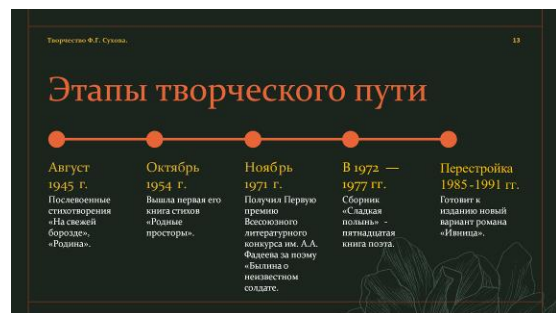 Творчество Ф.Г. Сухова.
13
Этапы творческого пути
Август
1945 г.
Послевоенные
стихотворения
«На свежей
борозде»,
«Родина».
Октябрь
1954 г.
Вышла первая его
книга стихов
«Родные
просторы».
Ноябрь
1971 г.
Получил Первую
премию
Всесоюзного
литературного
конкурса им. А.А.
Фадеева за поэму
«Былина о
неизвестном
солдате.
В 1972 —
1977 гг.
Сборник
«Сладкая
полынь» -
пятнадцатая
книга поэта.
Перестройка
1985-1991 гг.
Готовит к
изданию новый
вариант романа
«Ивница».